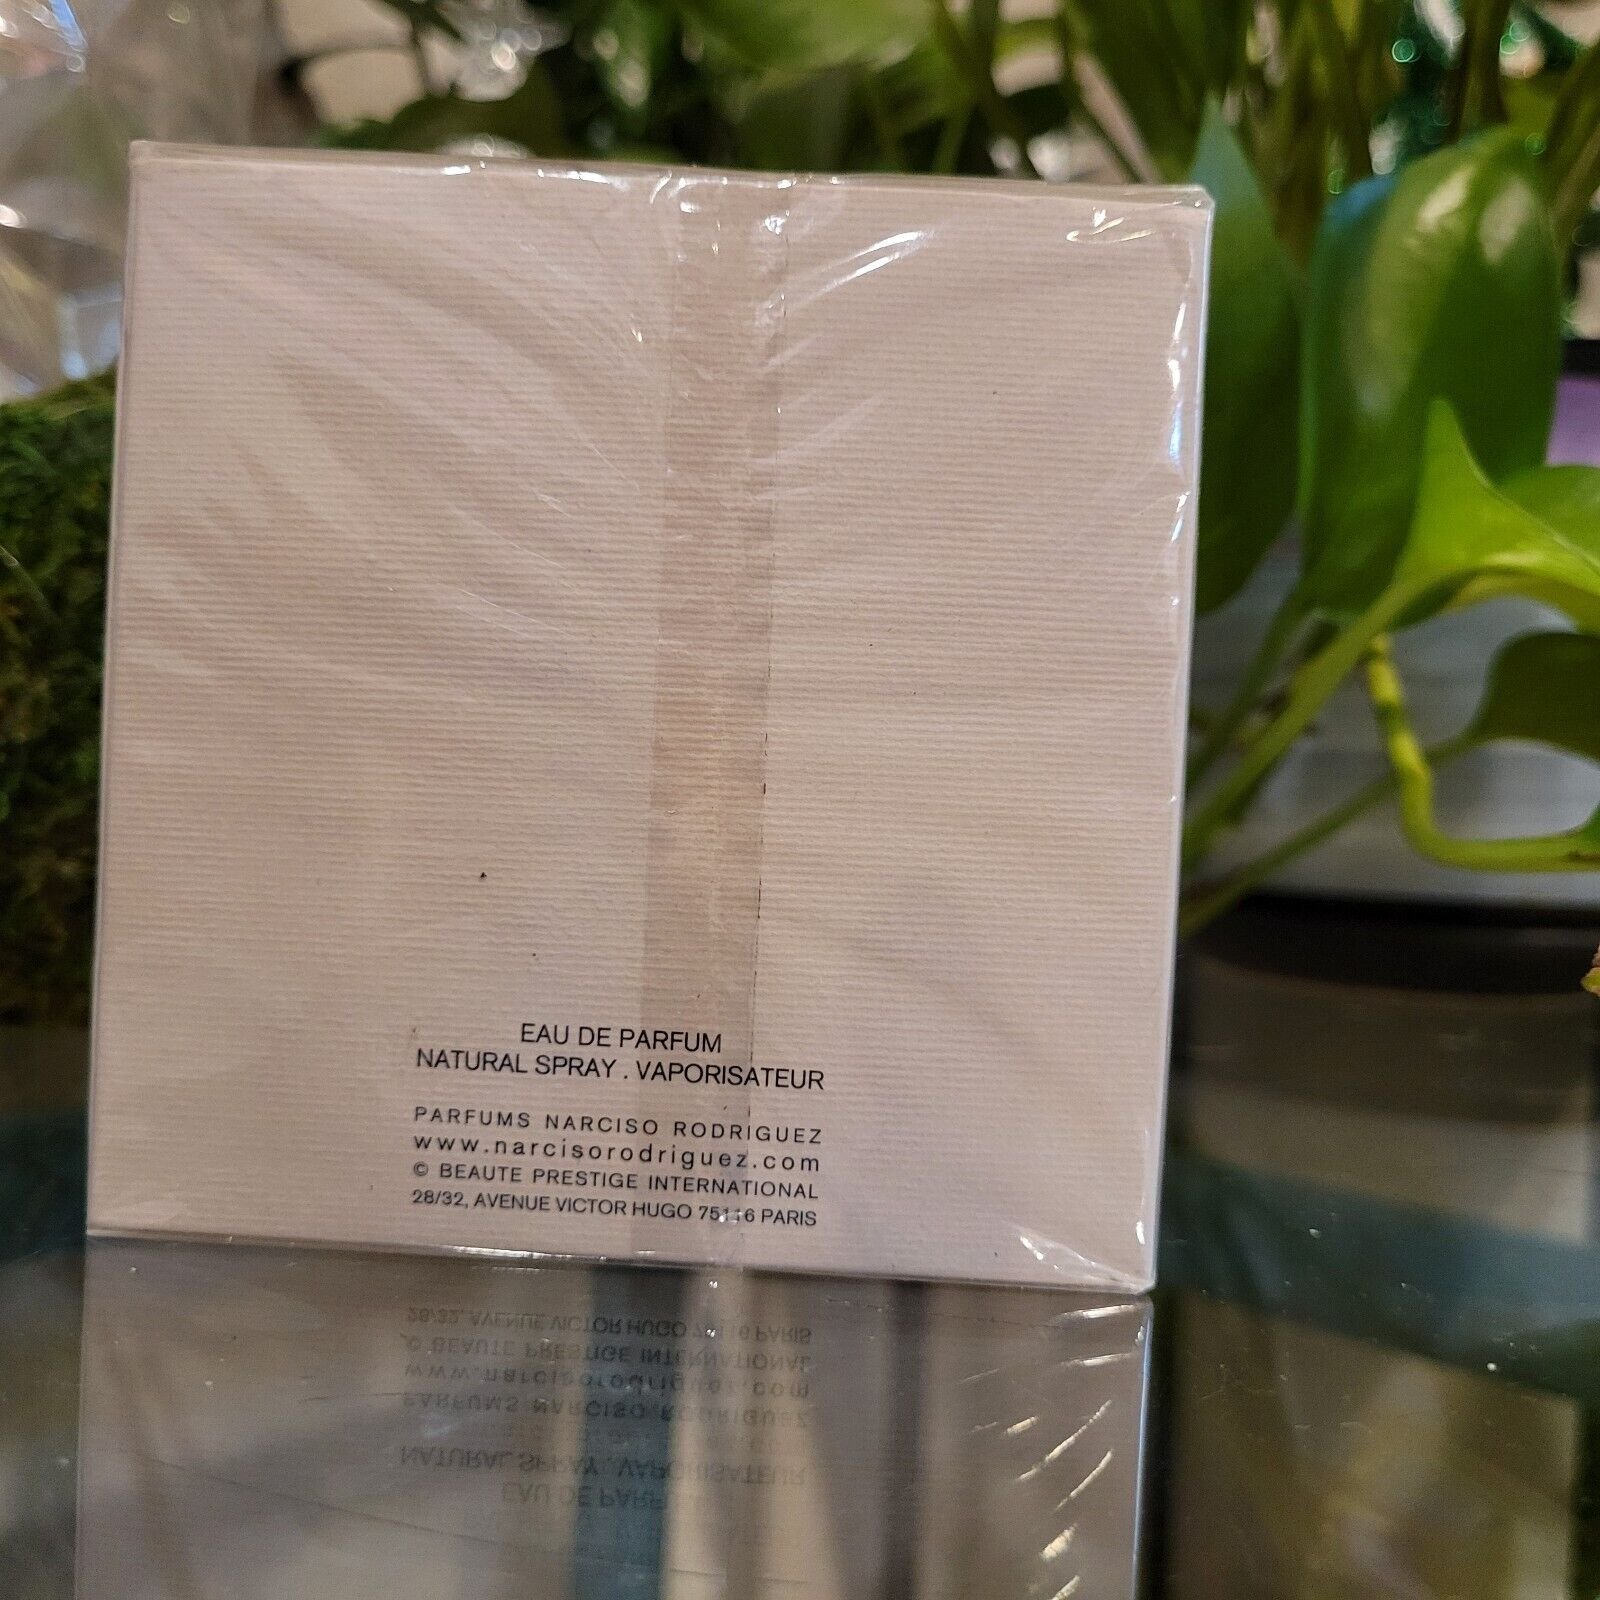 EAU DE PARFUM
NATURAL SPRAY . VAPORISATEUR
PARFUMS NARCISO RODRIGUEZ
www.narcisorodriguez.com
© BEAUTE PRESTIGE INTERNATIONAL
28/32, AVENUE VICTOR HUGO 75116 PARIS